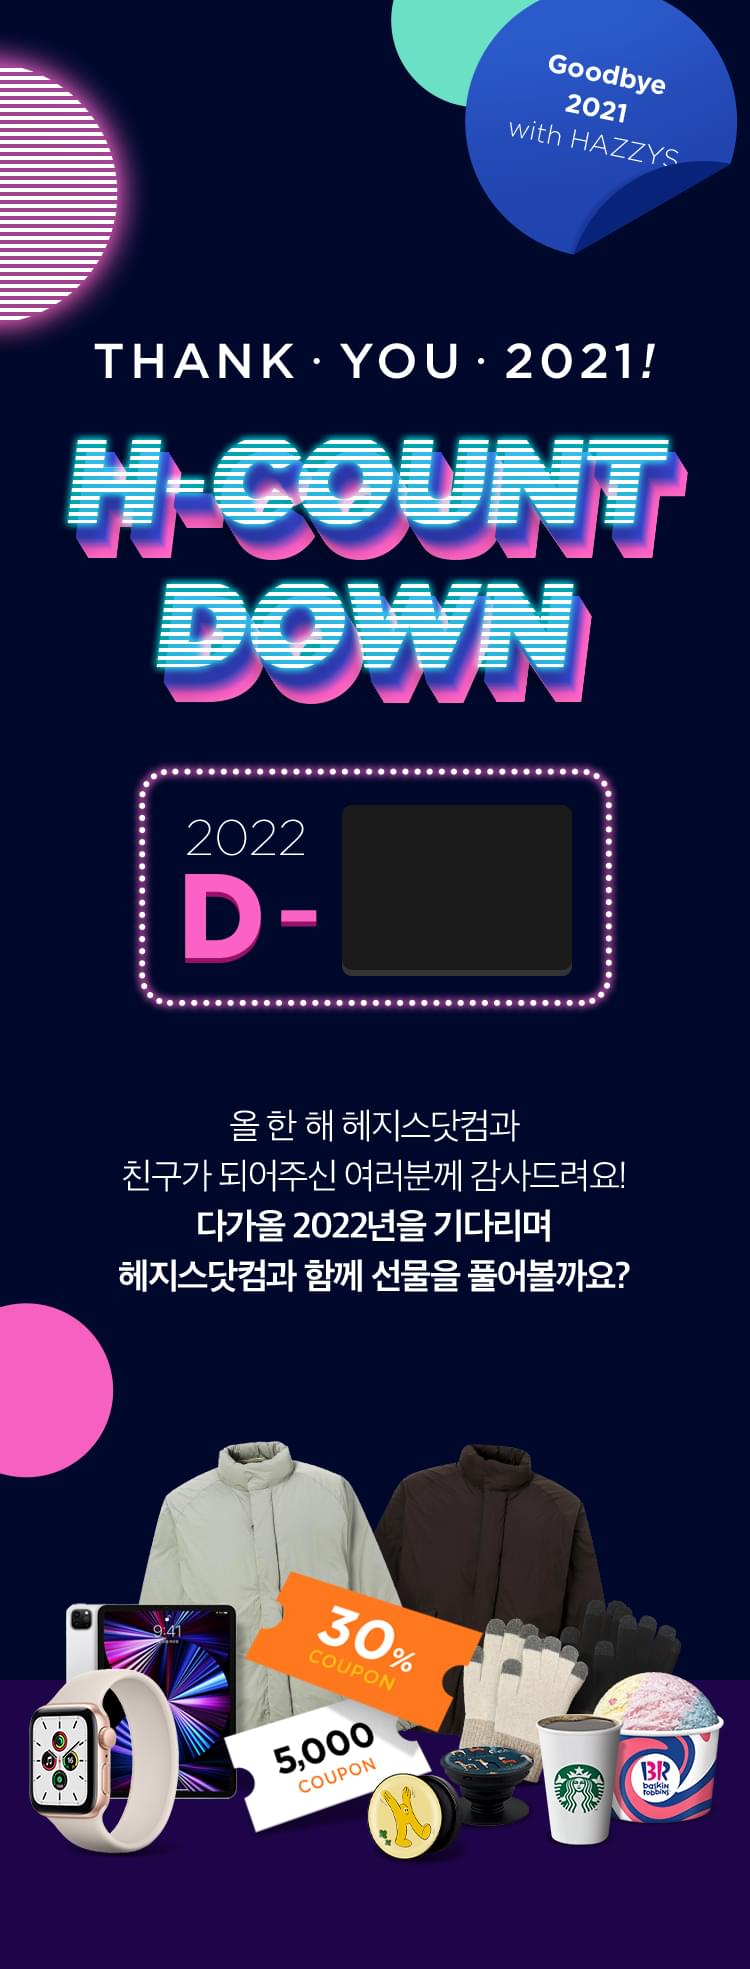 Goodbye
2021
with HAZZYS
THANK · YOU · 2021!
H-COUNT
DOWN
2022
D -
올 한 해 헤지스닷컴과
친구가 되어주신 여러분께 감사드려요!
다가올 2022년을 기다리며
헤지스닷컴과 함께 선물을 풀어볼까요?
9:41
30%
COUPON
5,000
COUPON
BR
baskin
robbins